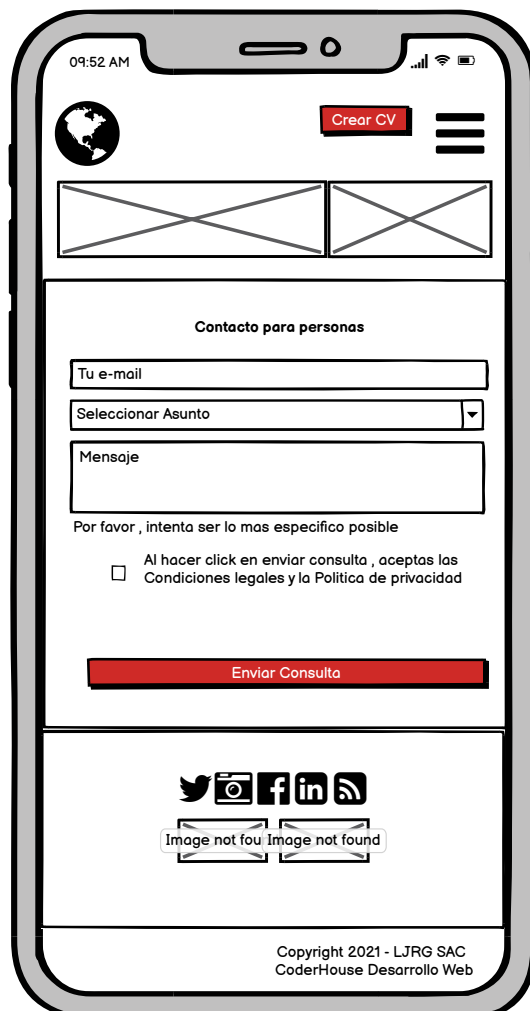 09:52 AM
Crear CV
Contacto para personas
Tu e-mail
Seleccionar Asunto
Mensaje
Por favor , intenta ser lo mas especifico posible
Al hacer click en enviar consulta , aceptas las
Condiciones legales y la Politica de privacidad
Enviar Consulta
in
Image not fou Image not found
Copyright 2021 - LJRG SAC
CoderHouse Desarrollo Web